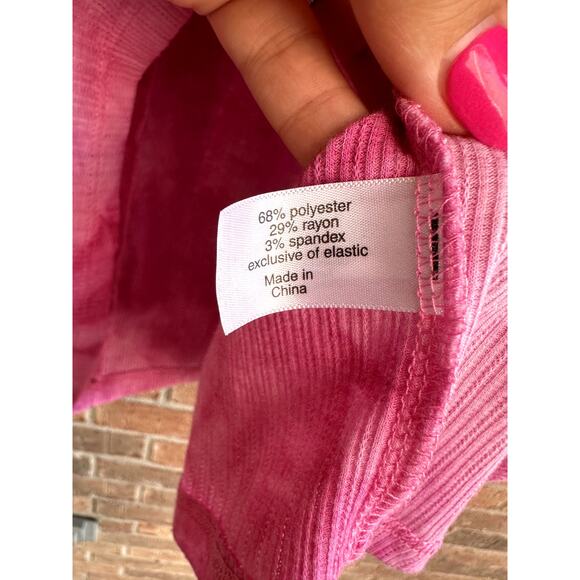 68% polyester
29% rayon
3% spandex
exclusive of elastic
Made in
China